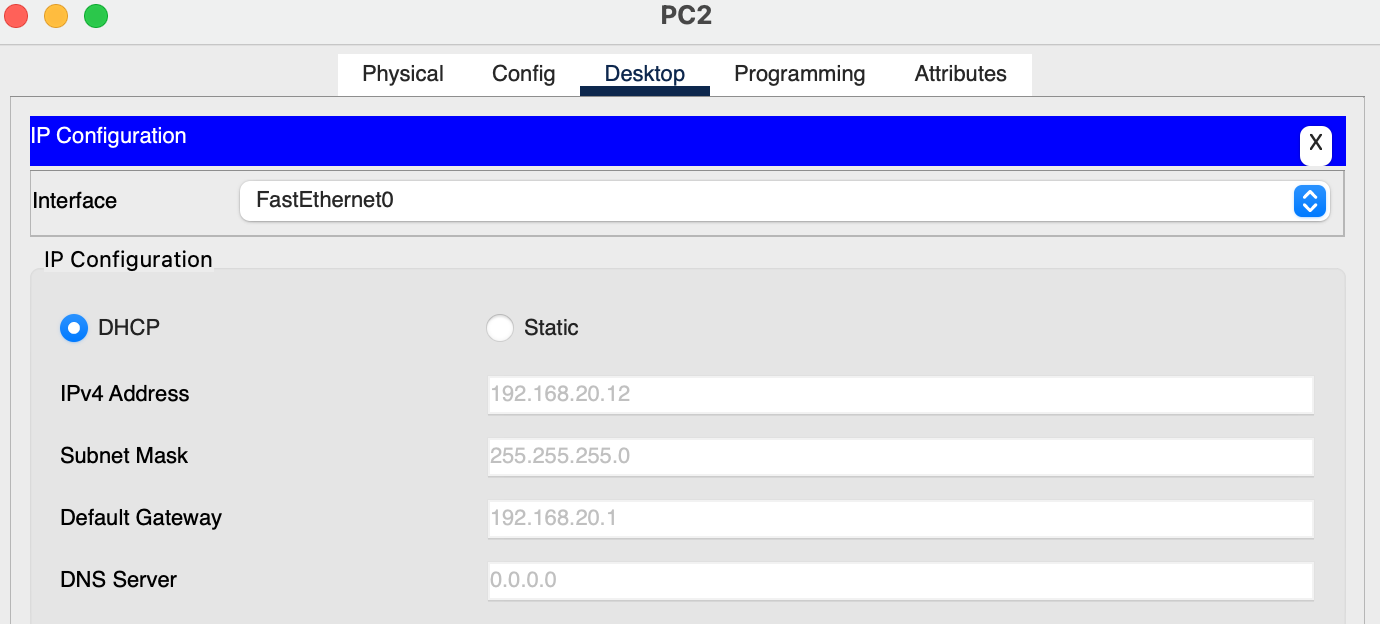 PC2
Physical Config Desktop Programming Attributes
IP Configuration X
Interface FastEthernet0
IP Configuration
DHCP Static
IPv4 Address 192.168.20.12
Subnet Mask 255.255.255.0
Default Gateway 192.168.20.1
DNS Server 0.0.0.0